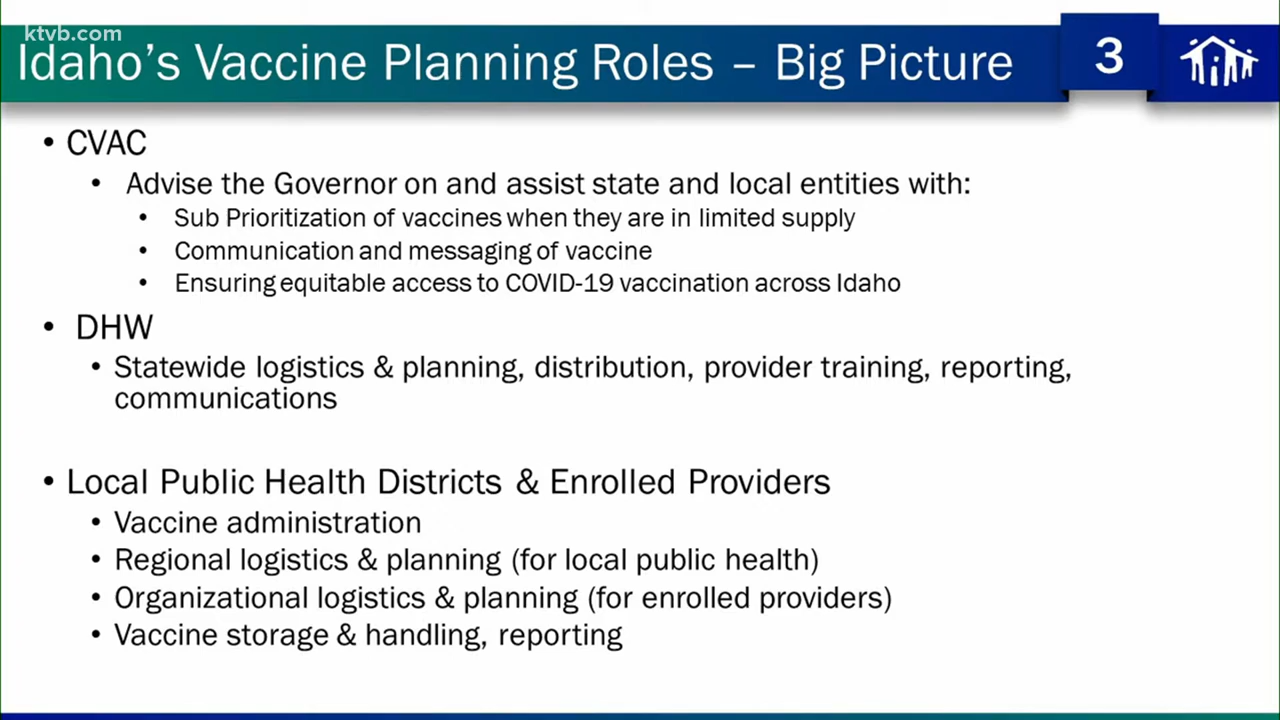 ktvb.com
Idaho’s Vaccine Planning Roles – Big Picture
3
• CVAC
• Advise the Governor on and assist state and local entities with:
• Sub Prioritization of vaccines when they are in limited supply
• Communication and messaging of vaccine
• Ensuring equitable access to COVID-19 vaccination across Idaho
• DHW
• Statewide logistics & planning, distribution, provider training, reporting,
communications
• Local Public Health Districts & Enrolled Providers
• Vaccine administration
• Regional logistics & planning (for local public health)
• Organizational logistics & planning (for enrolled providers)
• Vaccine storage & handling, reporting